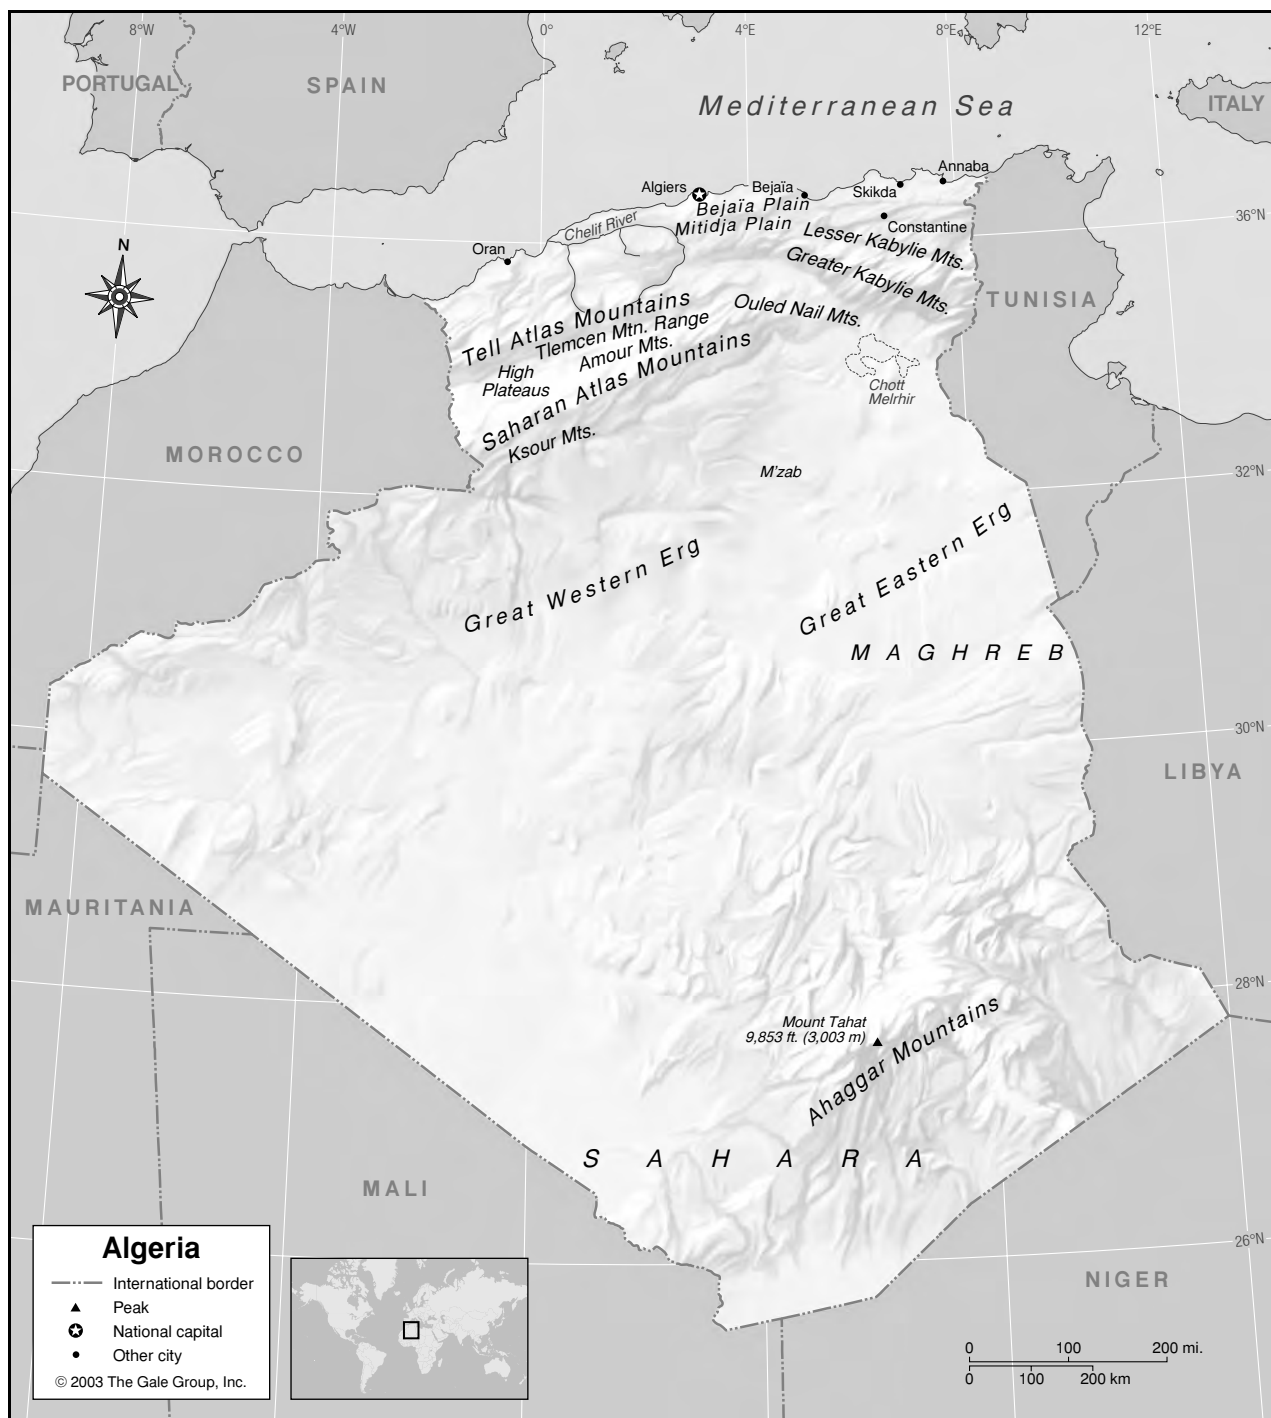 8°W
4°W
0°
4°E
8°E
12°E
PORTUGAL
SPAIN
ITALY
Mediterranean Sea
Annaba
Algiers
Bejaïa
Skikda
Bejaïa Plain
Mitidja Plain
Constantine
36°N
Chelif River
Lesser Kabylie Mts.
Oran
N
Greater Kabylie Mts.
TUNISIA
Ouled Nail Mts.
Tell Atlas Mountains
Tlemcen Mtn. Range
Amour Mts.
High
Plateaus
Saharan Atlas Mountains
Chott
Melrhir
Ksour Mts.
MOROCCO
M'zab
32°N
Great Western Erg
Great Eastern Erg
MAGHREB
30°N
LIBYA
MAURITANIA
28°N
Mount Tahat
9,853 ft. (3,003 m)
Ahaggar Mountains
SAHARA
MALI
26°N
NIGER
Algeria
International border
Peak
National capital
Other city
© 2003 The Gale Group, Inc.
0 100 200 mi.
0 100 200 km